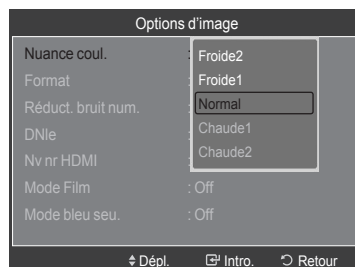 Options d'image
Nuance coul. :
Froide2
Format :
Froide1
Réduct. bruit num. :
Normal
DNIe :
Chaude1
Nv nr HDMI :
Chaude2
Mode Film : Off
Mode bleu seu. : Off
Dépl. Intro. Retour